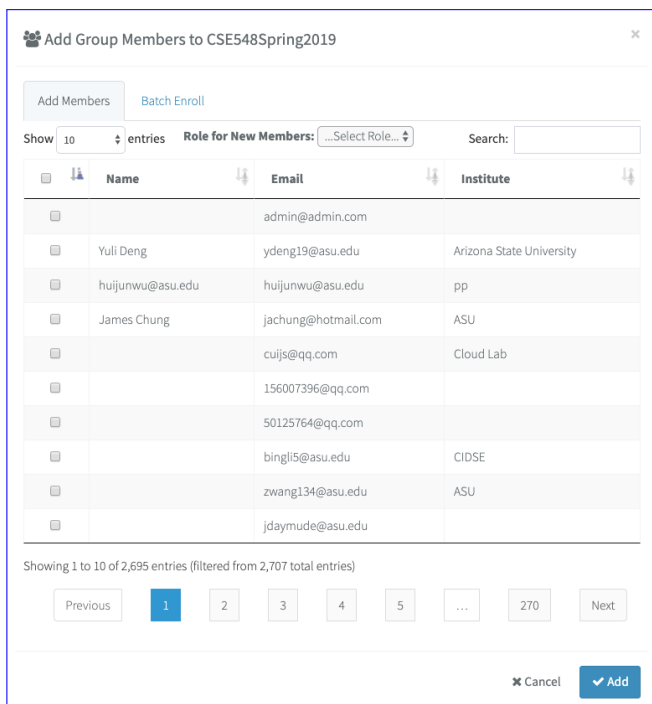 Add Group Members to CSE548Spring2019 ×
Add Members Batch Enroll
Show 10 entries Role for New Members: ...Select Role... Search:
Name Email Institute
admin@admin.com
Yuli Deng ydeng19@asu.edu Arizona State University
huijunwu@asu.edu huijunwu@asu.edu pp
James Chung jachung@hotmail.com ASU
cuijs@qq.com Cloud Lab
156007396@qq.com
50125764@qq.com
bingli5@asu.edu CIDSE
zwang134@asu.edu ASU
jdaymude@asu.edu
Showing 1 to 10 of 2,695 entries (filtered from 2,707 total entries)
Previous 1 2 3 4 5 ... 270 Next
Cancel Add